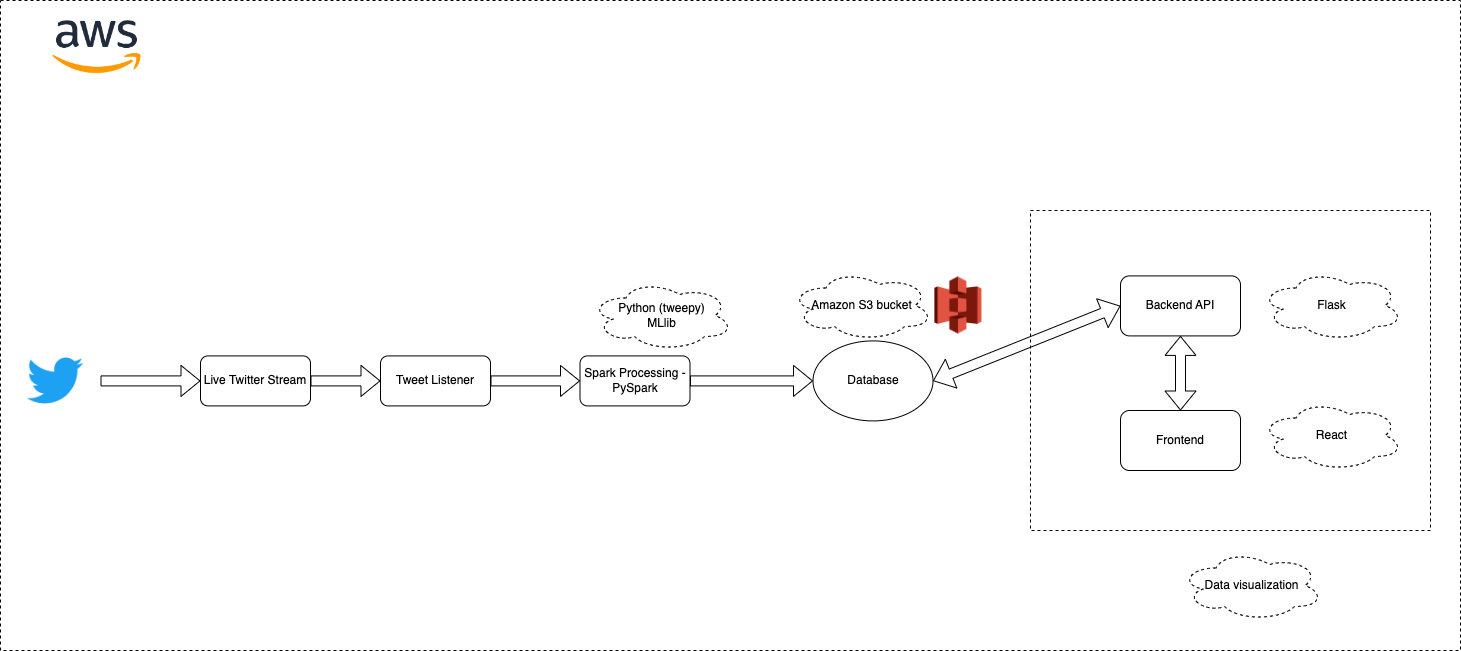 aws
Python (tweepy)
MLlib
Amazon S3 bucket
Backend API
Flask
Live Twitter Stream
Tweet Listener
Spark Processing -
PySpark
Database
Frontend
React
Data visualization